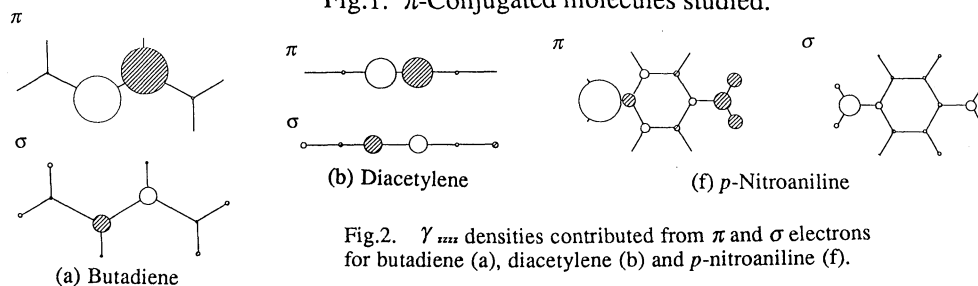 Fig.1. π-Conjugated molecules studied.
π
π
π
σ
σ
σ
(b) Diacetylene
(f) p-Nitroaniline
(a) Butadiene
Fig.2. γzzzz densities contributed from π and σ electrons
for butadiene (a), diacetylene (b) and p-nitroaniline (f).